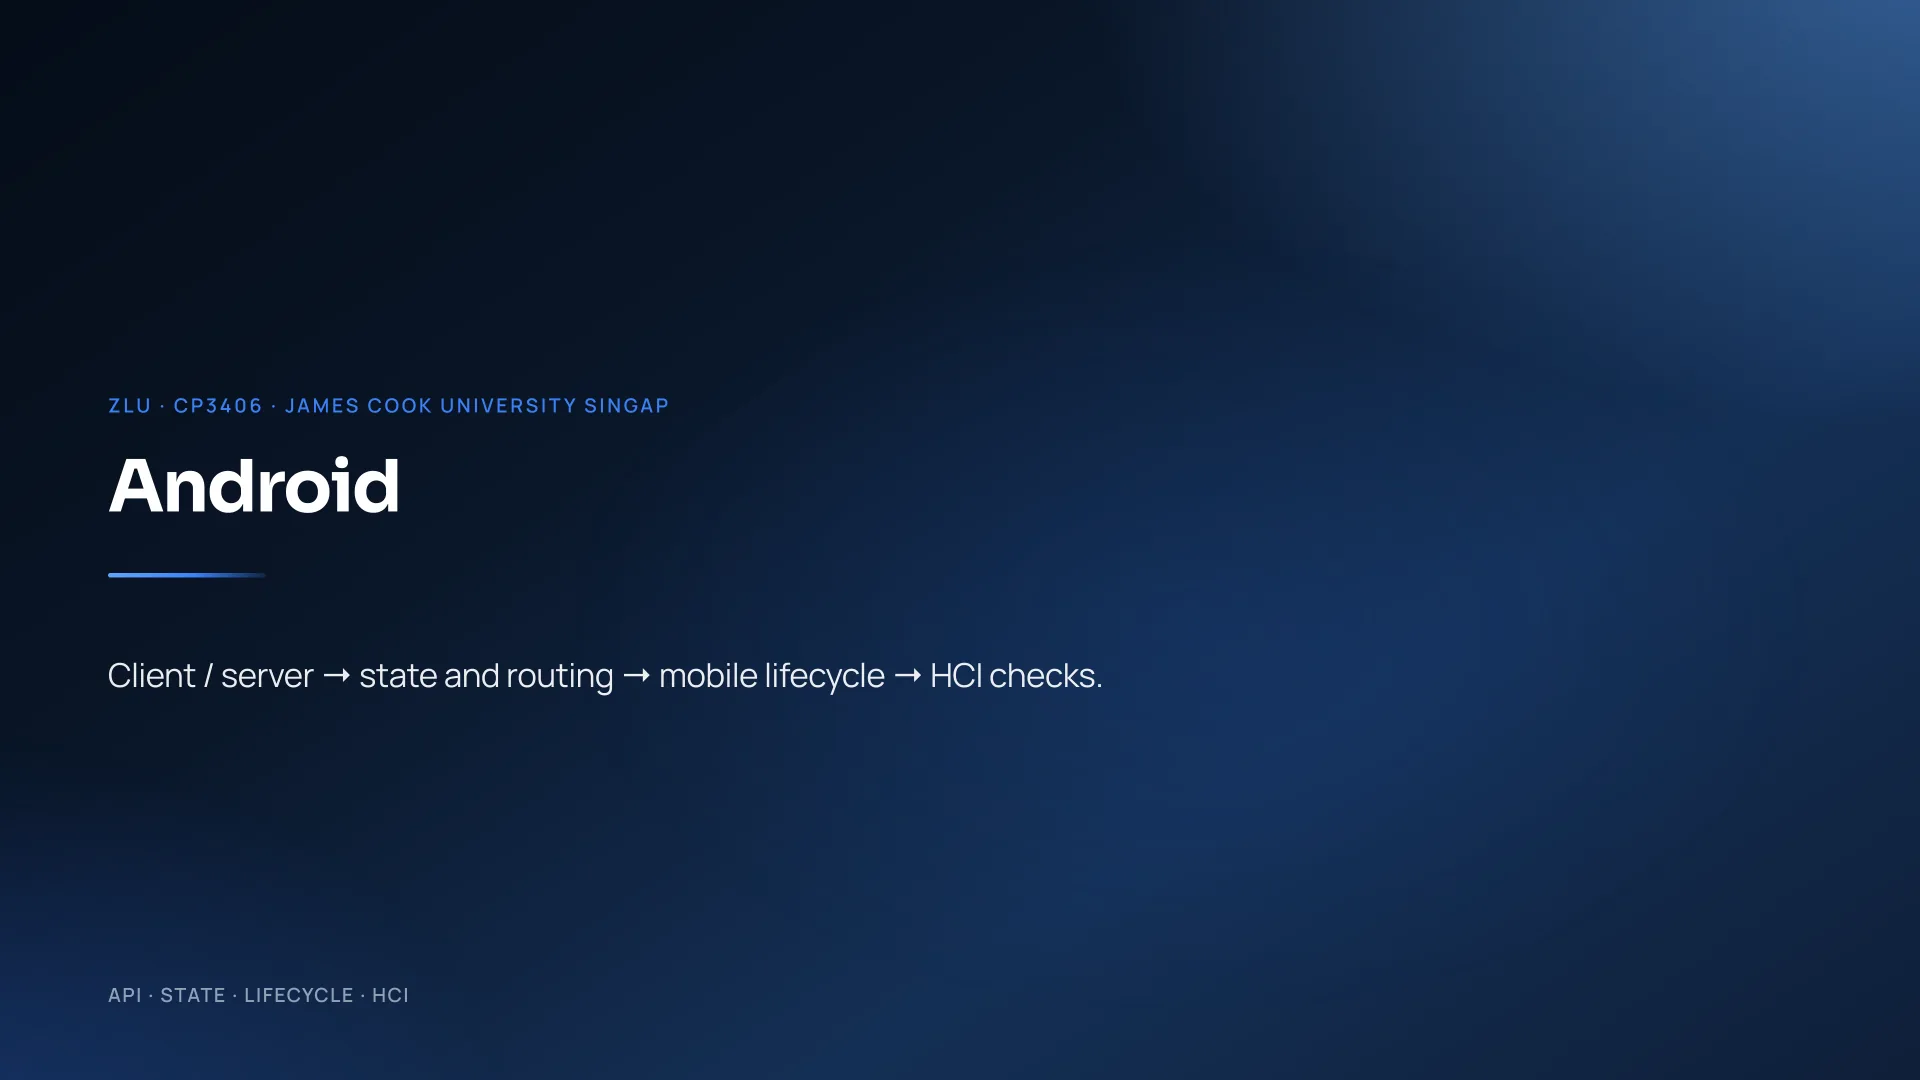 ZLU · CP3406 · JAMES COOK UNIVERSITY SINGAP
Android
Client / server → state and routing → mobile lifecycle → HCI checks.
API · STATE · LIFECYCLE · HCI